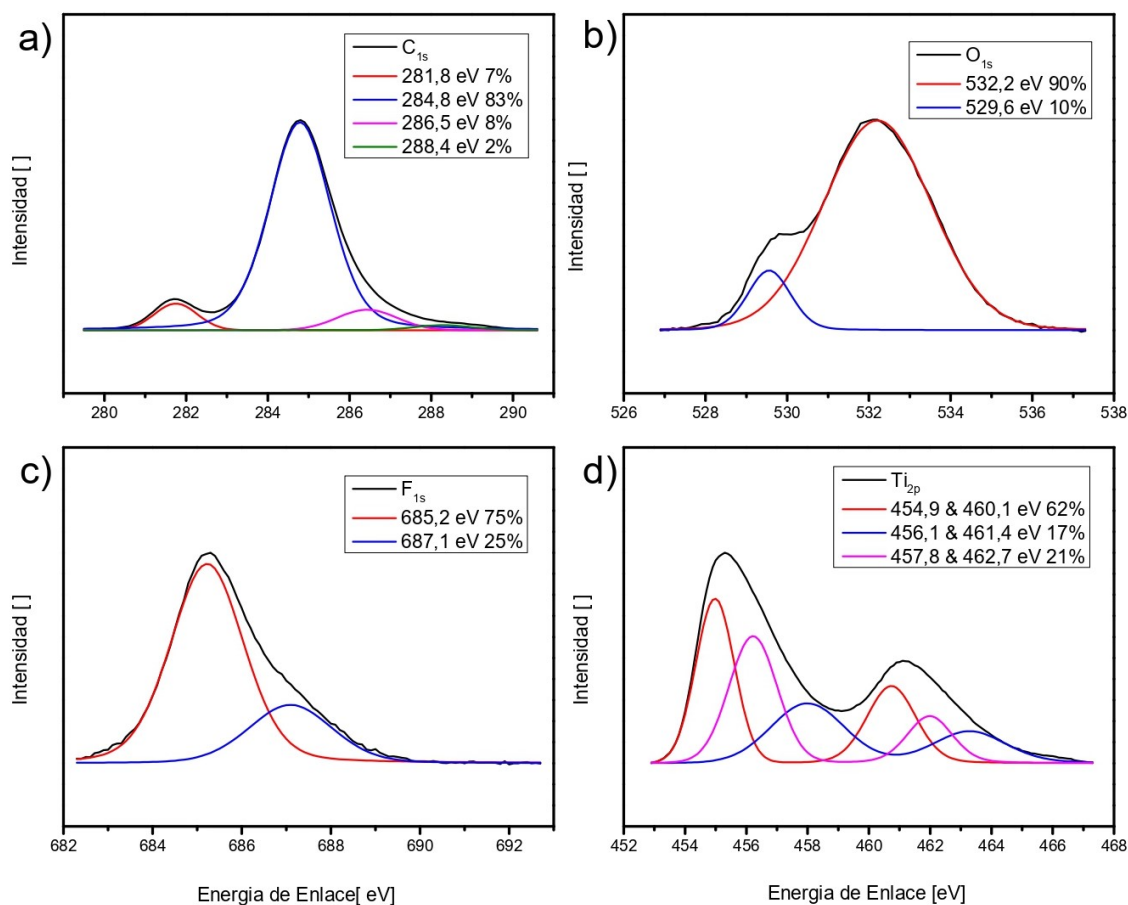 a)
C1s
281,8 eV 7%
284,8 eV 83%
286,5 eV 8%
288,4 eV 2%
Intensidad [ ]
280 282 284 286 288 290
b)
O1s
532,2 eV 90%
529,6 eV 10%
Intensidad [ ]
526 528 530 532 534 536 538
c)
F1s
685,2 eV 75%
687,1 eV 25%
Intensidad [ ]
682 684 686 688 690 692
Energia de Enlace[ eV]
d)
Ti2p
454,9 & 460,1 eV 62%
456,1 & 461,4 eV 17%
457,8 & 462,7 eV 21%
Intensidad [ ]
452 454 456 458 460 462 464 466 468
Energia de Enlace [eV]